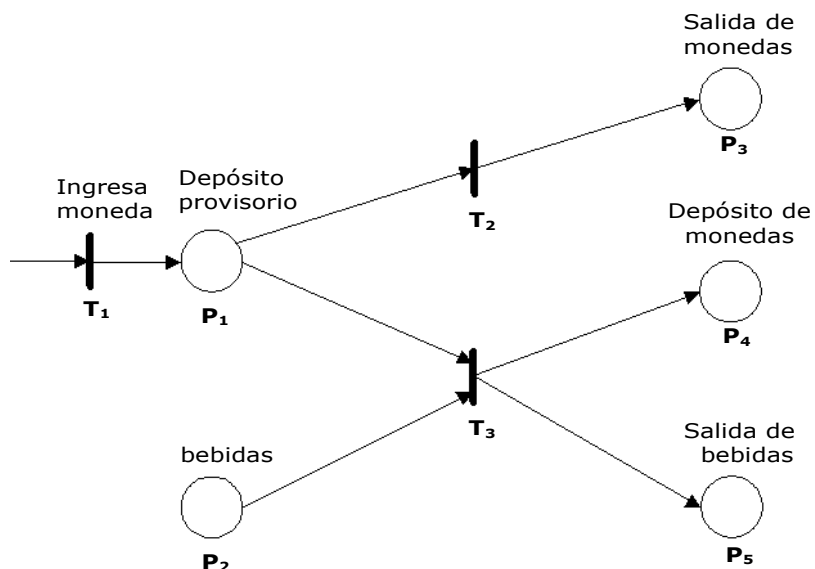 Salida de
monedas
P3
Ingresa
moneda
T1
Depósito
provisorio
P1
T2
Depósito de
monedas
P4
T3
bebidas
P2
Salida de
bebidas
P5